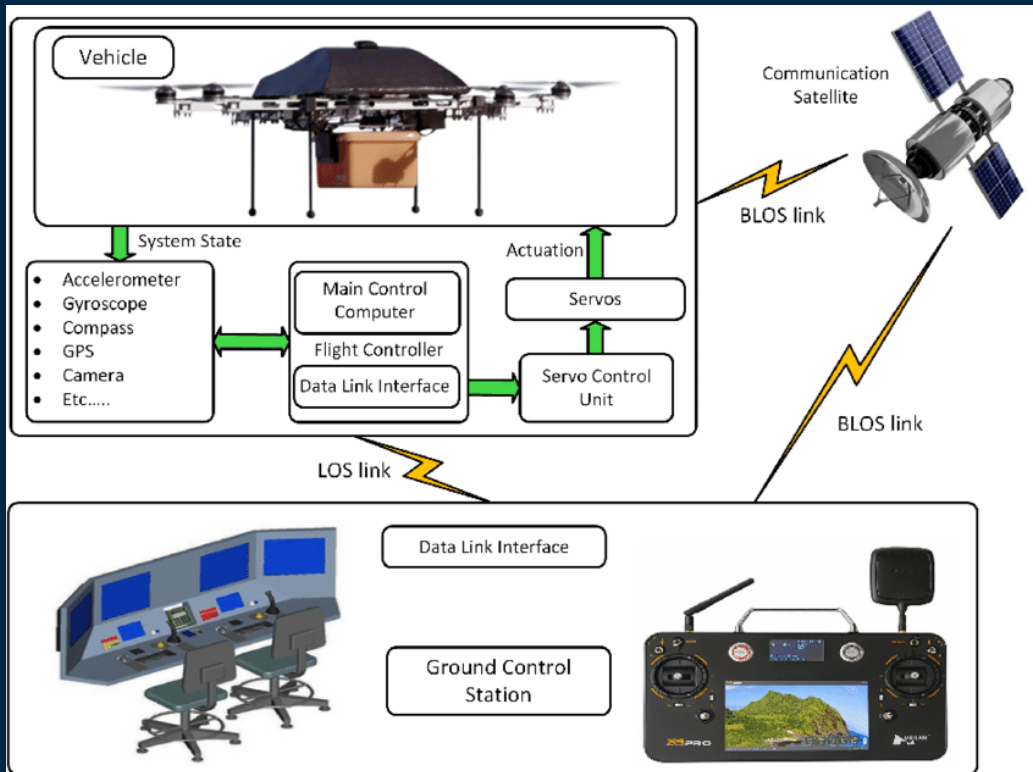 Vehicle
Communication
Satellite
BLOS link
System State
Actuation
Accelerometer
Gyroscope
Compass
GPS
Camera
Etc.....
Main Control
Computer
Flight Controller
Data Link Interface
Servos
Servo Control
Unit
BLOS link
LOS link
Data Link Interface
Ground Control
Station
PRO